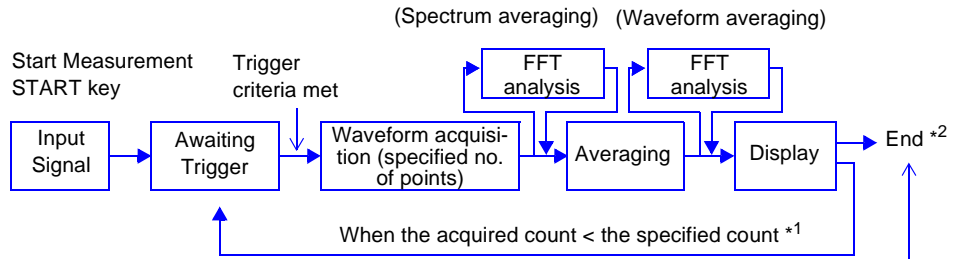 (Spectrum averaging)
(Waveform averaging)
Start Measurement
START key
Trigger
criteria met
FFT
analysis
FFT
analysis
Input
Signal
Awaiting
Trigger
Waveform acquisi-
tion (specified no.
of points)
Averaging
Display
End *2
When the acquired count < the specified count *1